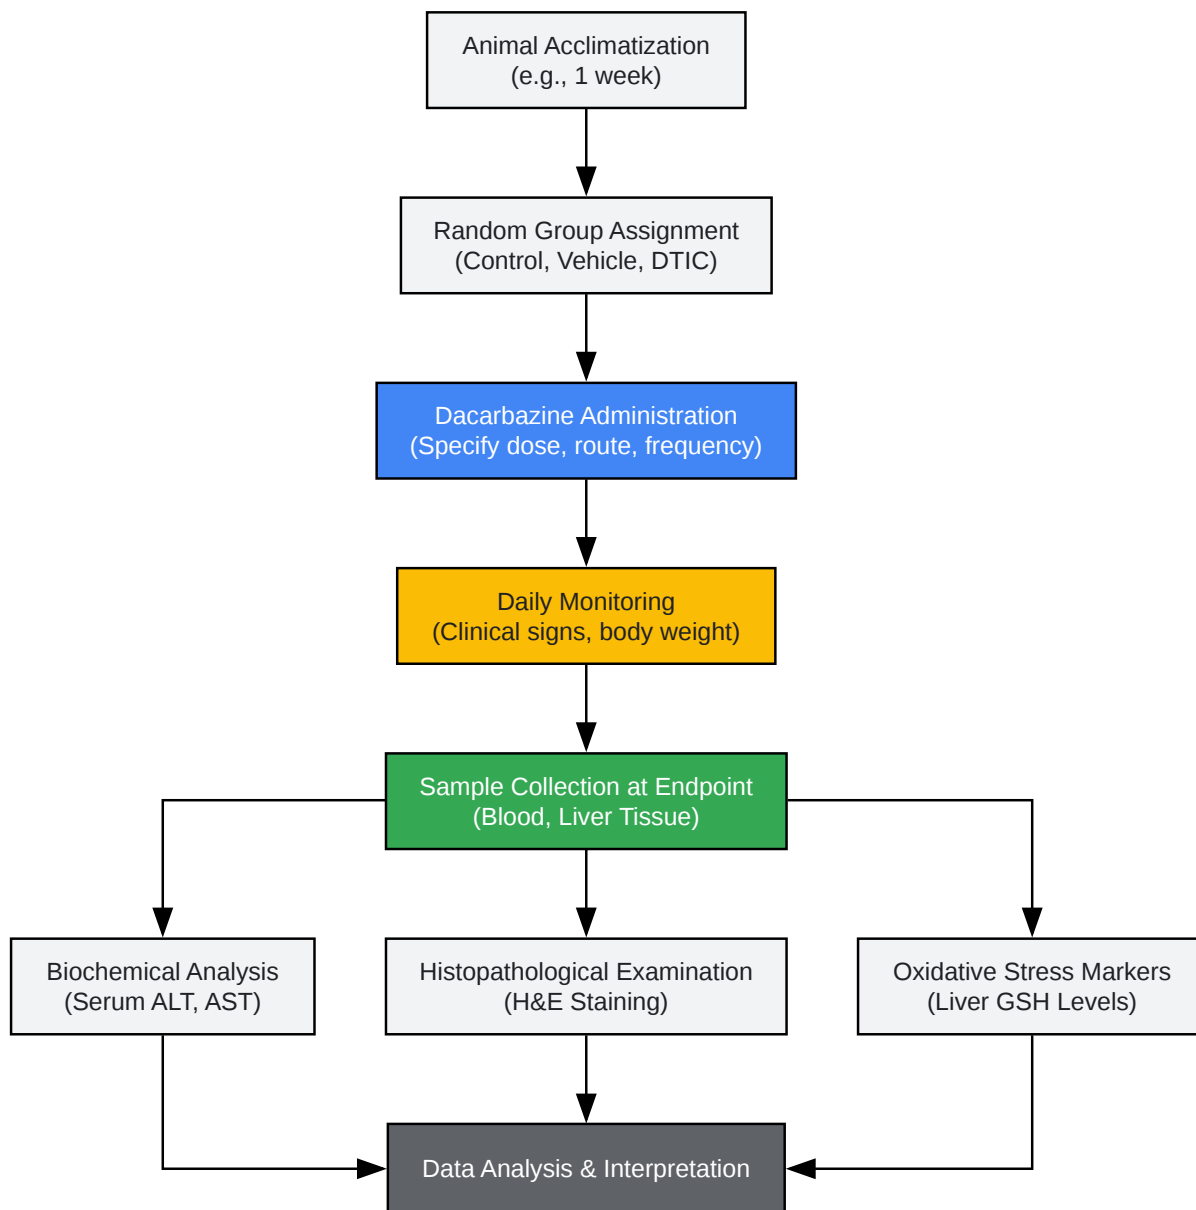 Animal Acclimatization
(e.g., 1 week)
Random Group Assignment
(Control, Vehicle, DTIC)
Dacarbazine Administration
(Specify dose, route, frequency)
Daily Monitoring
(Clinical signs, body weight)
Sample Collection at Endpoint
(Blood, Liver Tissue)
Biochemical Analysis
(Serum ALT, AST)
Histopathological Examination
(H&E Staining)
Oxidative Stress Markers
(Liver GSH Levels)
Data Analysis & Interpretation